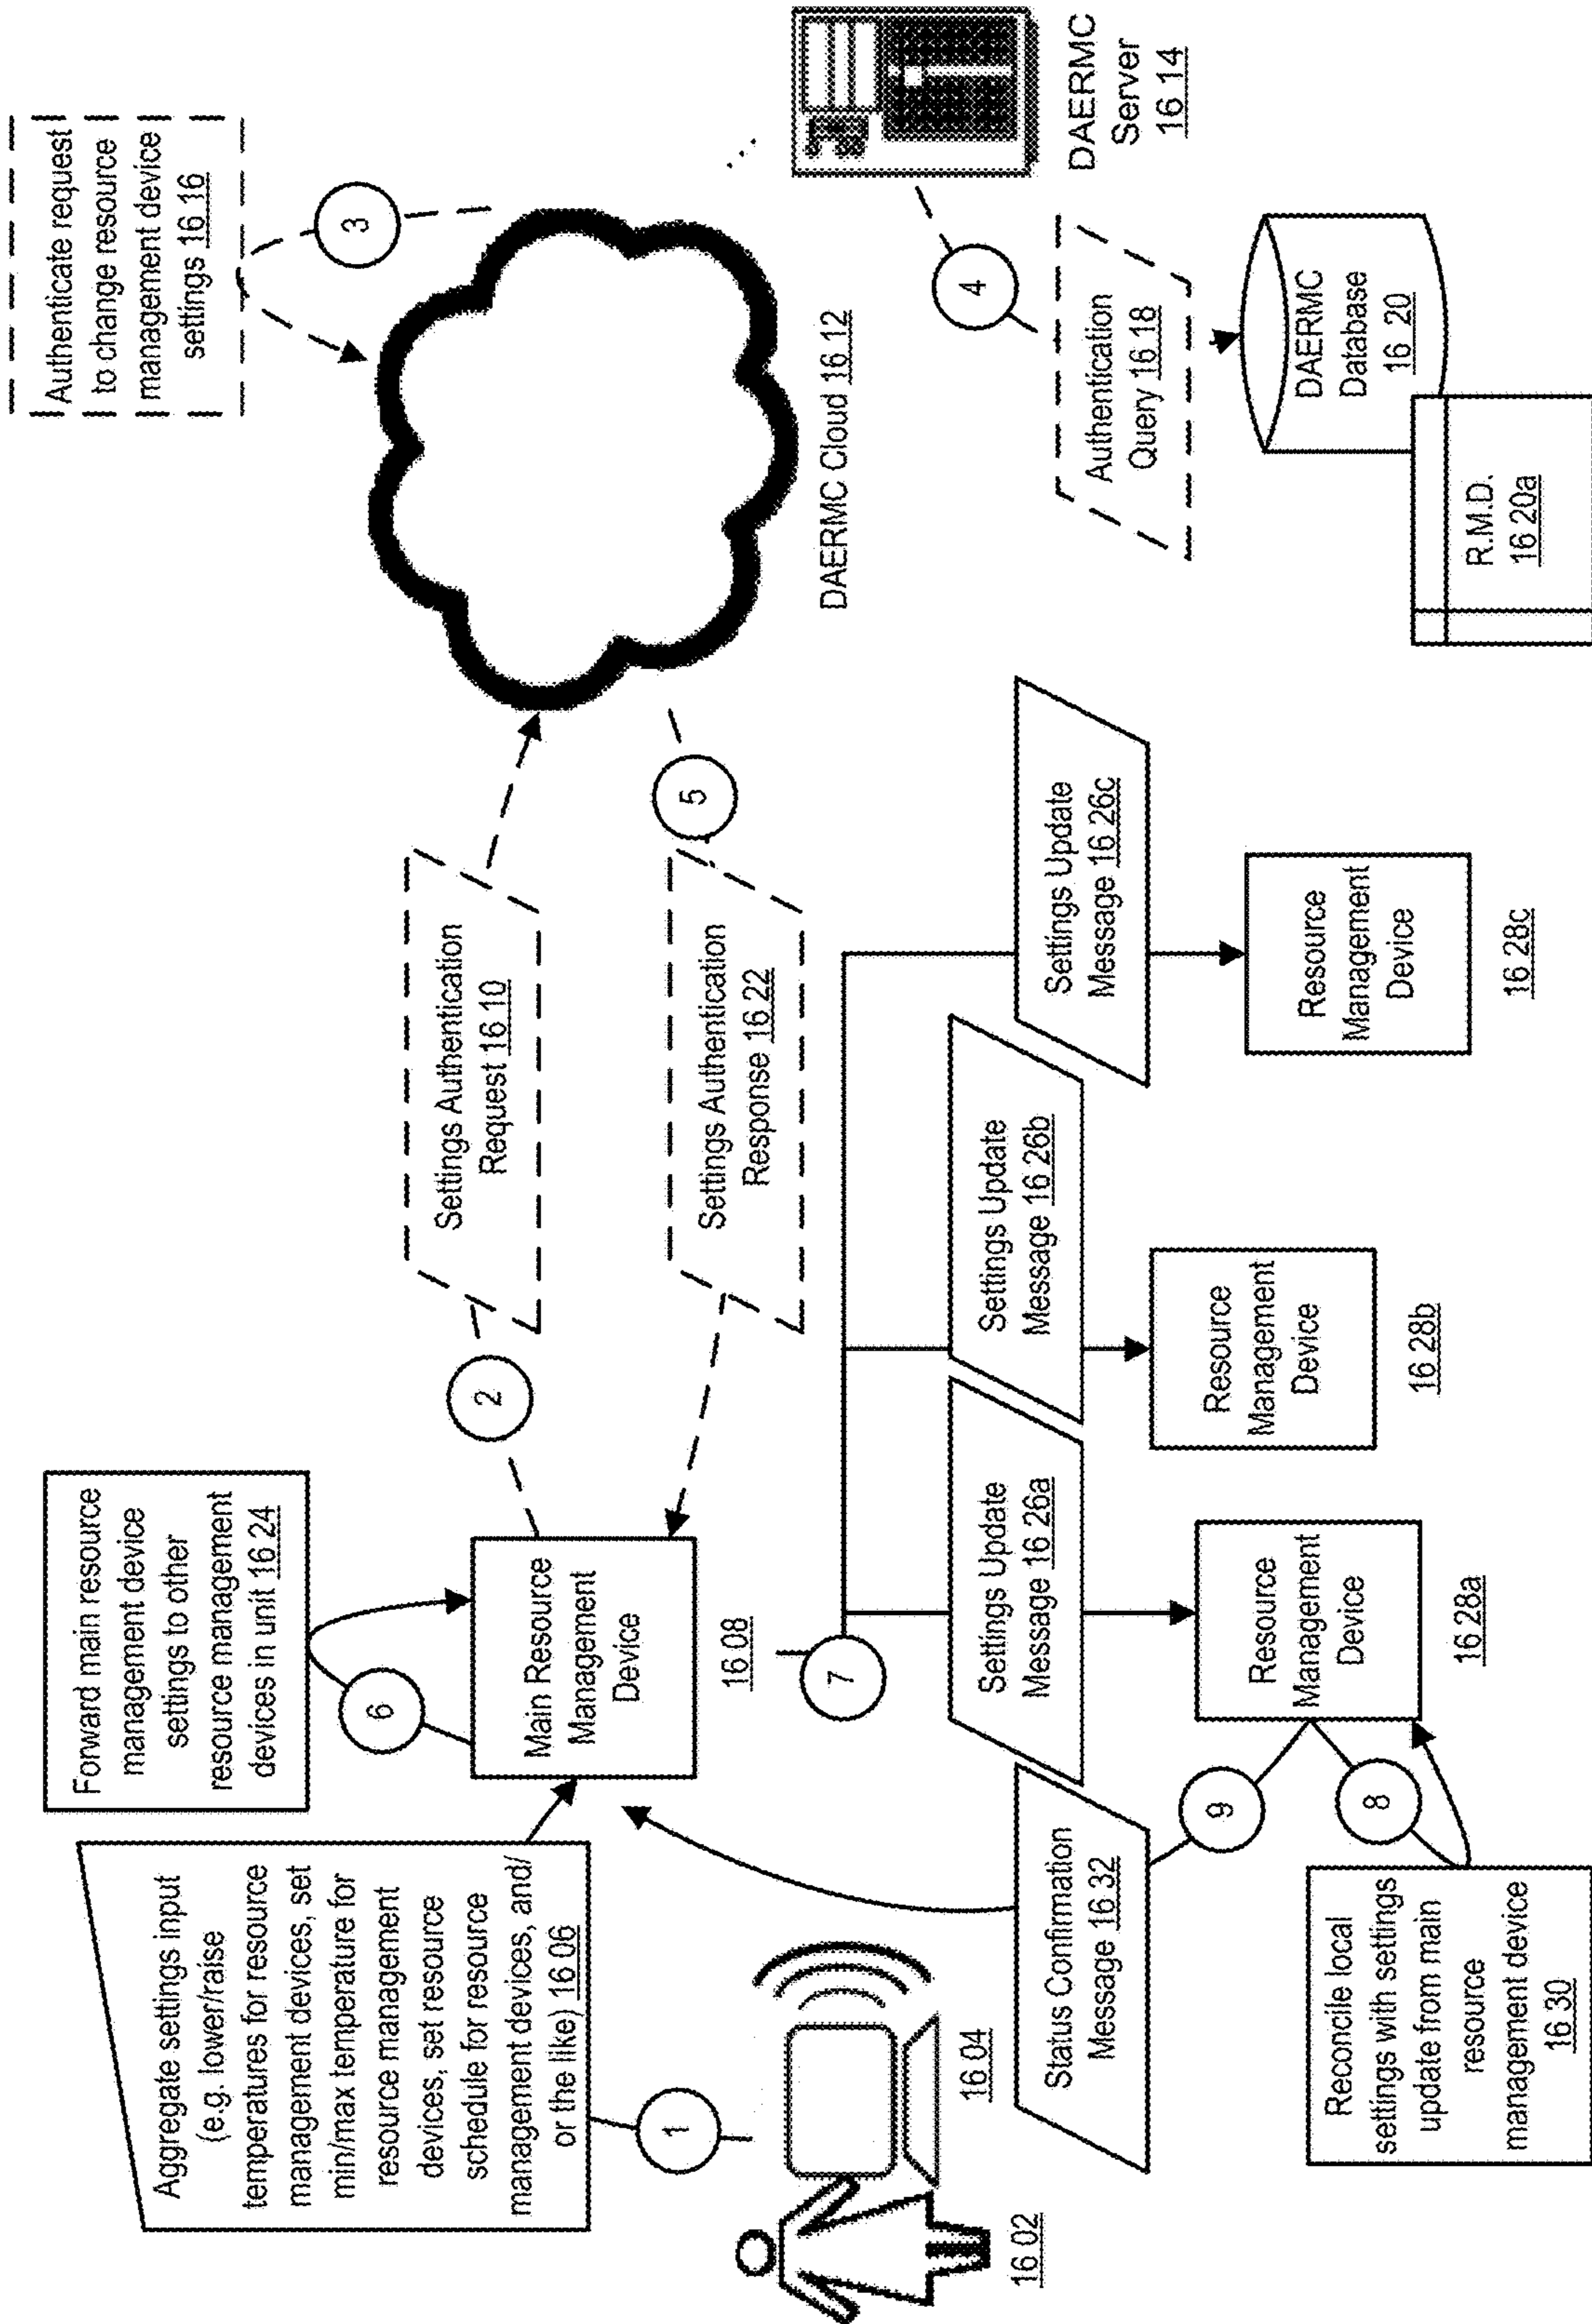 Aggregate settings input
(e.g. lower/raise
temperatures for resource
management devices, set
min/max temperature for
resource management
devices, set resource
schedule for resource
management devices, and/
or the like) 16 06
1
16 02
16 04
Forward main resource
management device
settings to other
resource management
devices in unit 16 24
6
Main Resource
Management
Device
16 08
2
Settings Authentication
Request 16 10
Authenticate request
to change resource
management device
settings 16 16
3
DAERMC Cloud 16 12
5
Settings Authentication
Response 16 22
DAERMC
Server
16 14
4
Authentication
Query 16 18
DAERMC
Database
16 20
R.M.D.
16 20a
7
Settings Update
Message 16 26a
Settings Update
Message 16 26b
Settings Update
Message 16 26c
Resource
Management
Device
16 28a
Resource
Management
Device
16 28b
Resource
Management
Device
16 28c
Status Confirmation
Message 16 32
9
8
Reconcile local
settings with settings
update from main
resource
management device
16 30